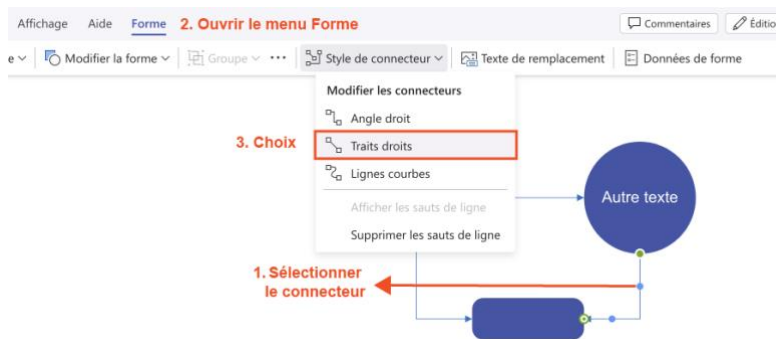 Affichage Aide Forme 2. Ouvrir le menu Forme Commentaires Éditio
e Modifier la forme Groupe ... Style de connecteur Texte de remplacement Données de forme
Modifier les connecteurs
Angle droit
3. Choix Traits droits
Lignes courbes
Afficher les sauts de ligne
Autre texte
Supprimer les sauts de ligne
1. Sélectionner
le connecteur